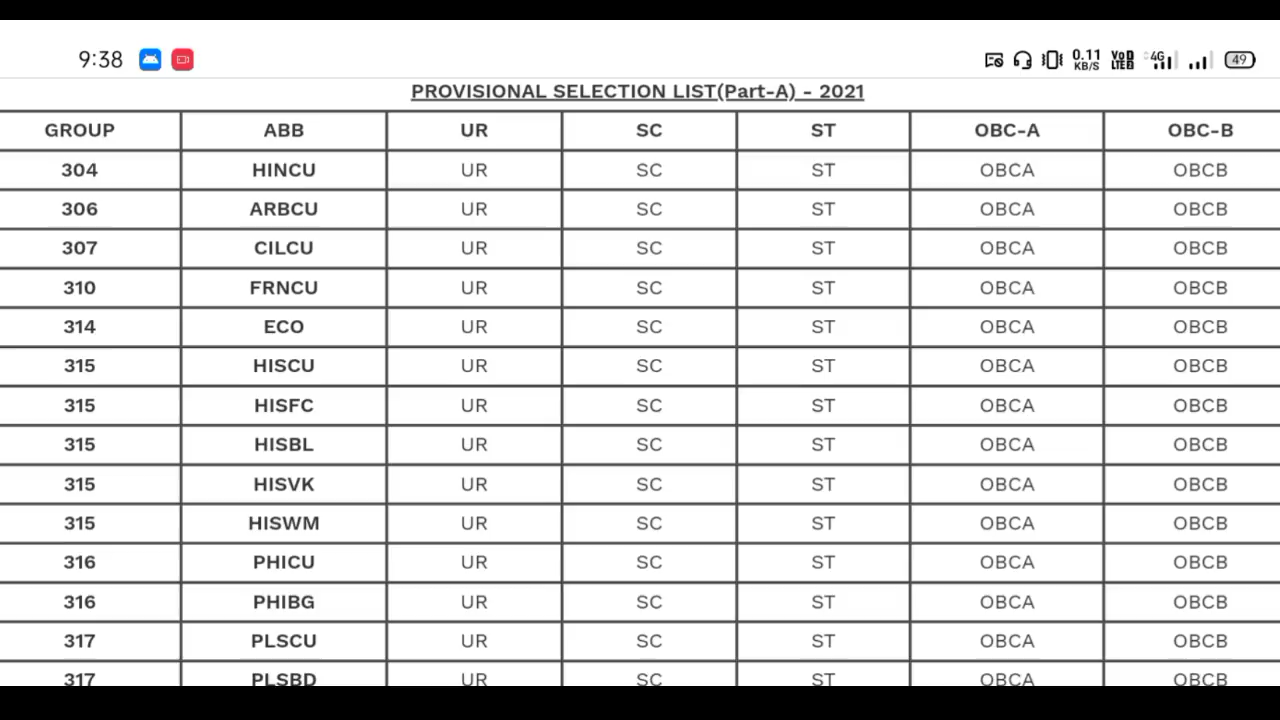 9:38 0.11 KB/S VoD LTE2 4G 49
PROVISIONAL SELECTION LIST(Part-A) - 2021
GROUP ABB UR SC ST OBC-A OBC-B
304 HINCU UR SC ST OBCA OBCB
306 ARBCU UR SC ST OBCA OBCB
307 CILCU UR SC ST OBCA OBCB
310 FRNCU UR SC ST OBCA OBCB
314 ECO UR SC ST OBCA OBCB
315 HISCU UR SC ST OBCA OBCB
315 HISFC UR SC ST OBCA OBCB
315 HISBL UR SC ST OBCA OBCB
315 HISVK UR SC ST OBCA OBCB
315 HISWM UR SC ST OBCA OBCB
316 PHICU UR SC ST OBCA OBCB
316 PHIBG UR SC ST OBCA OBCB
317 PLSCU UR SC ST OBCA OBCB
317 PLSBD UR SC ST OBCA OBCB